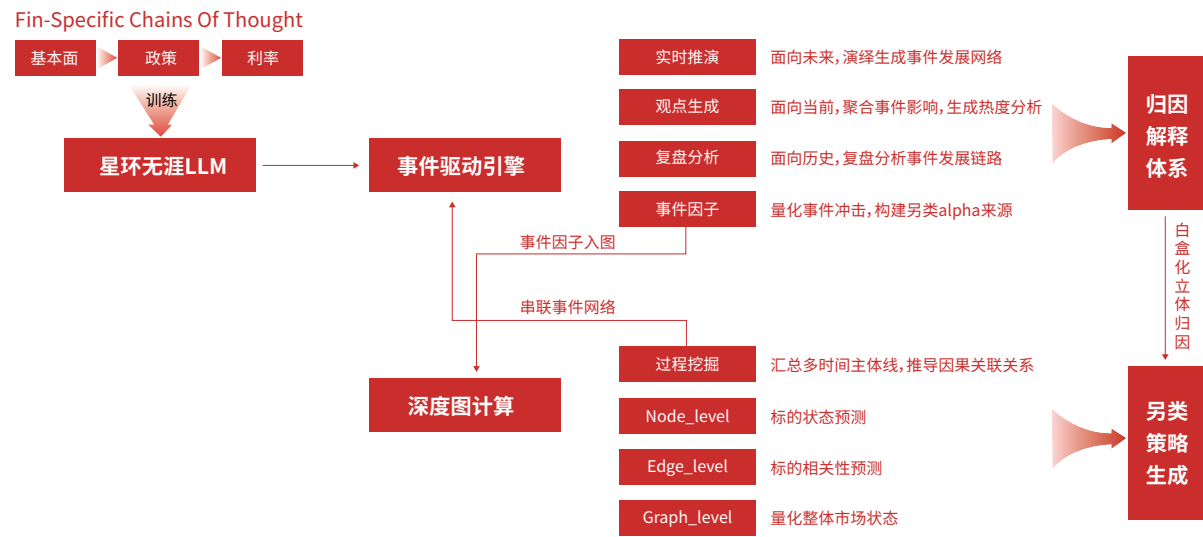 Fin-Specific Chains Of Thought
基本面
政策
利率
训练
星环无涯LLM
事件驱动引擎
实时推演
面向未来,演绎生成事件发展网络
观点生成
面向当前,聚合事件影响,生成热度分析
复盘分析
面向历史,复盘分析事件发展链路
事件因子
量化事件冲击,构建另类alpha来源
归因
解释
体系
事件因子入图
串联事件网络
白盒化立体归因
深度图计算
过程挖掘
汇总多时间主体线,推导因果关联关系
Node_level
标的状态预测
Edge_level
标的相关性预测
Graph_level
量化整体市场状态
另类
策略
生成